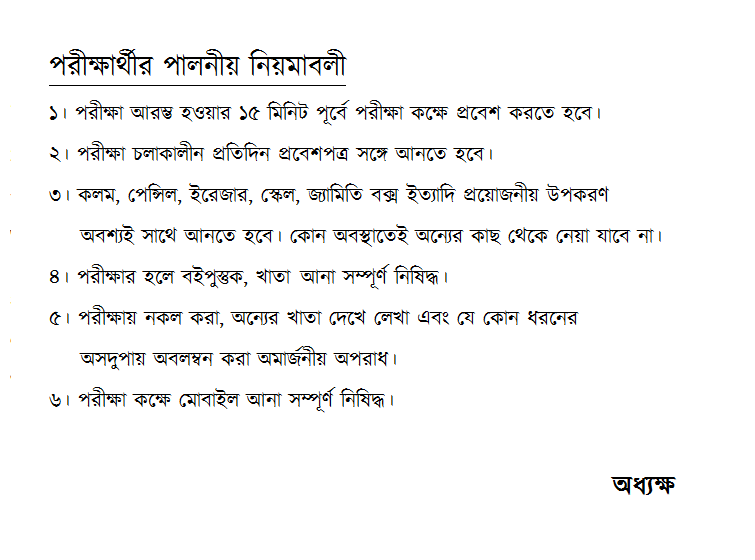 পরীক্ষার্থীর পালনীয় নিয়মাবলী
১। পরীক্ষা আরম্ভ হওয়ার ১৫ মিনিট পূর্বে পরীক্ষা কক্ষে প্রবেশ করতে হবে।
২। পরীক্ষা চলাকালীন প্রতিদিন প্রবেশপত্র সঙ্গে আনতে হবে।
৩। কলম, পেন্সিল, ইরেজার, স্কেল, জ্যামিতি বক্স ইত্যাদি প্রয়োজনীয় উপকরণ
অবশ্যই সাথে আনতে হবে। কোন অবস্থাতেই অন্যের কাছ থেকে নেয়া যাবে না।
৪। পরীক্ষার হলে বইপুস্তক, খাতা আনা সম্পূর্ণ নিষিদ্ধ।
৫। পরীক্ষায় নকল করা, অন্যের খাতা দেখে লেখা এবং যে কোন ধরনের
অসদুপায় অবলম্বন করা অমার্জনীয় অপরাধ।
৬। পরীক্ষা কক্ষে মোবাইল আনা সম্পূর্ণ নিষিদ্ধ।
অধ্যক্ষ